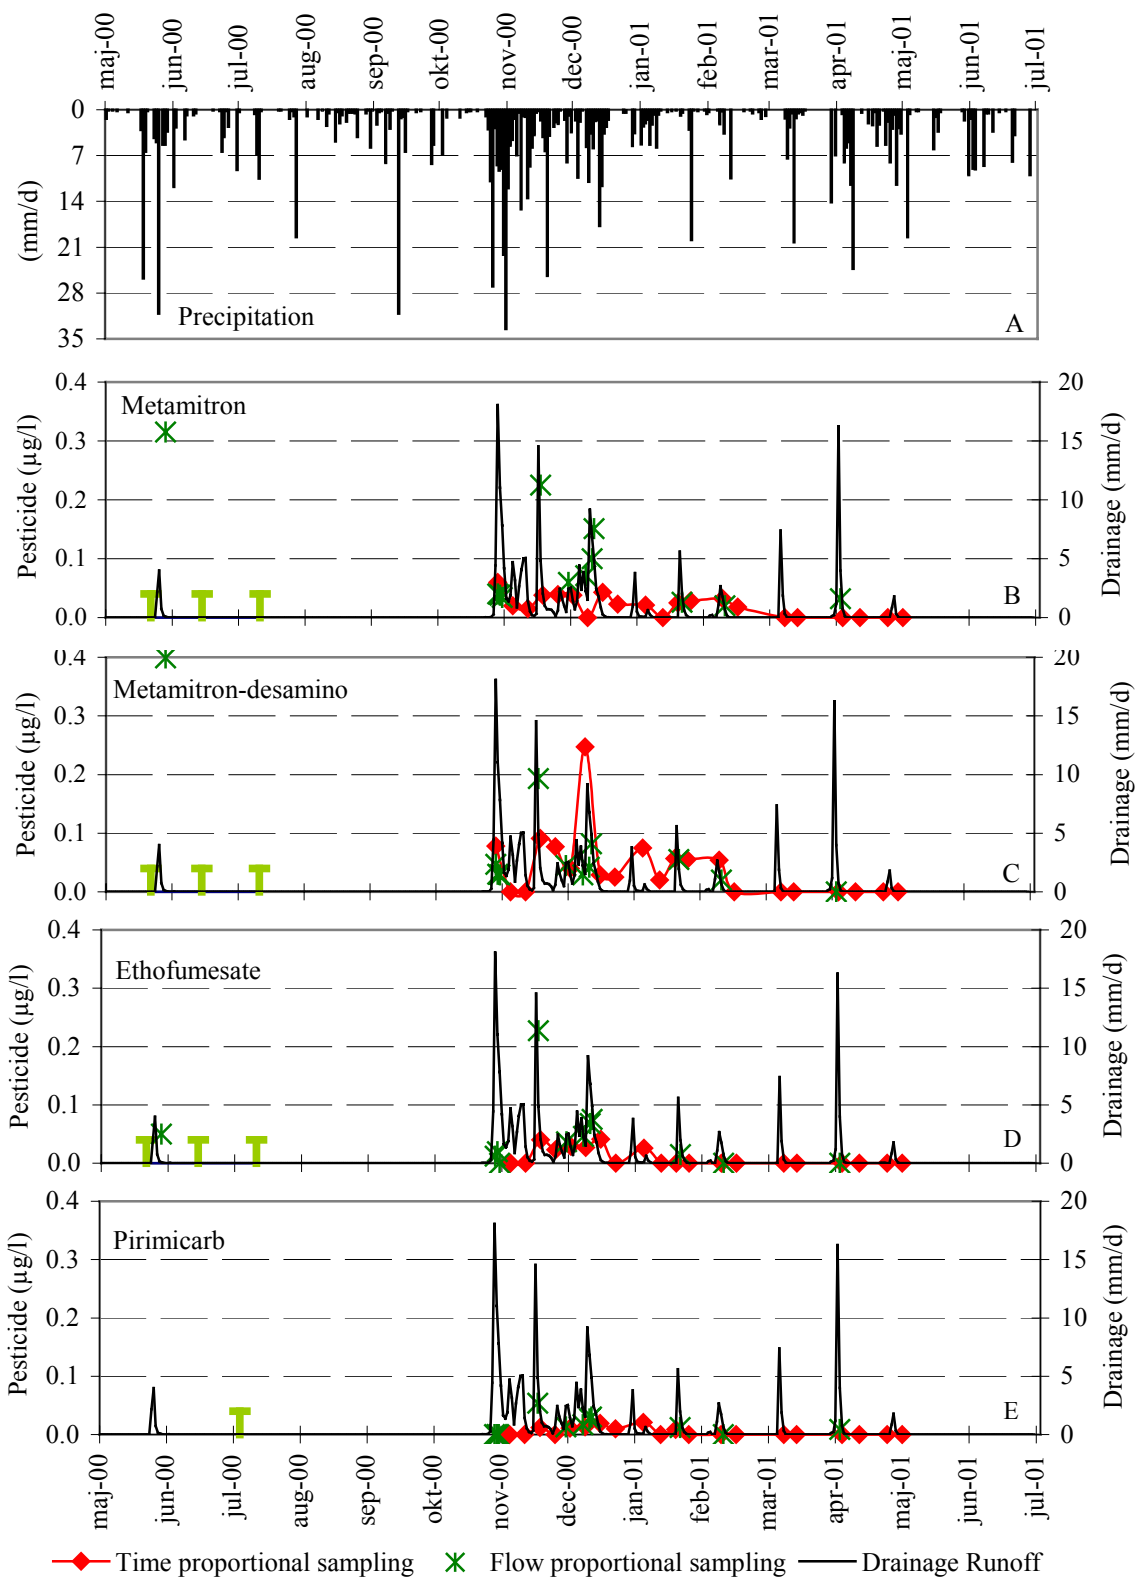 maj-00 jun-00 jul-00 aug-00 sep-00 okt-00 nov-00 dec-00 jan-01 feb-01 mar-01 apr-01 maj-01 jun-01 jul-01
0
7
14
21
28
35
(mm/d)
Precipitation
A
0.4
0.3
0.2
0.1
0.0
Pesticide (µg/l)
Metamitron
B
20
15
10
5
0
Drainage (mm/d)
0.4
0.3
0.2
0.1
0.0
Pesticide (µg/l)
Metamitron-desamino
C
20
15
10
5
0
Drainage (mm/d)
0.4
0.3
0.2
0.1
0.0
Pesticide (µg/l)
Ethofumesate
D
20
15
10
5
0
Drainage (mm/d)
0.4
0.3
0.2
0.1
0.0
Pesticide (µg/l)
Pirimicarb
E
20
15
10
5
0
Drainage (mm/d)
maj-00 jun-00 jul-00 aug-00 sep-00 okt-00 nov-00 dec-00 jan-01 feb-01 mar-01 apr-01 maj-01 jun-01 jul-01
Time proportional sampling Flow proportional sampling Drainage Runoff